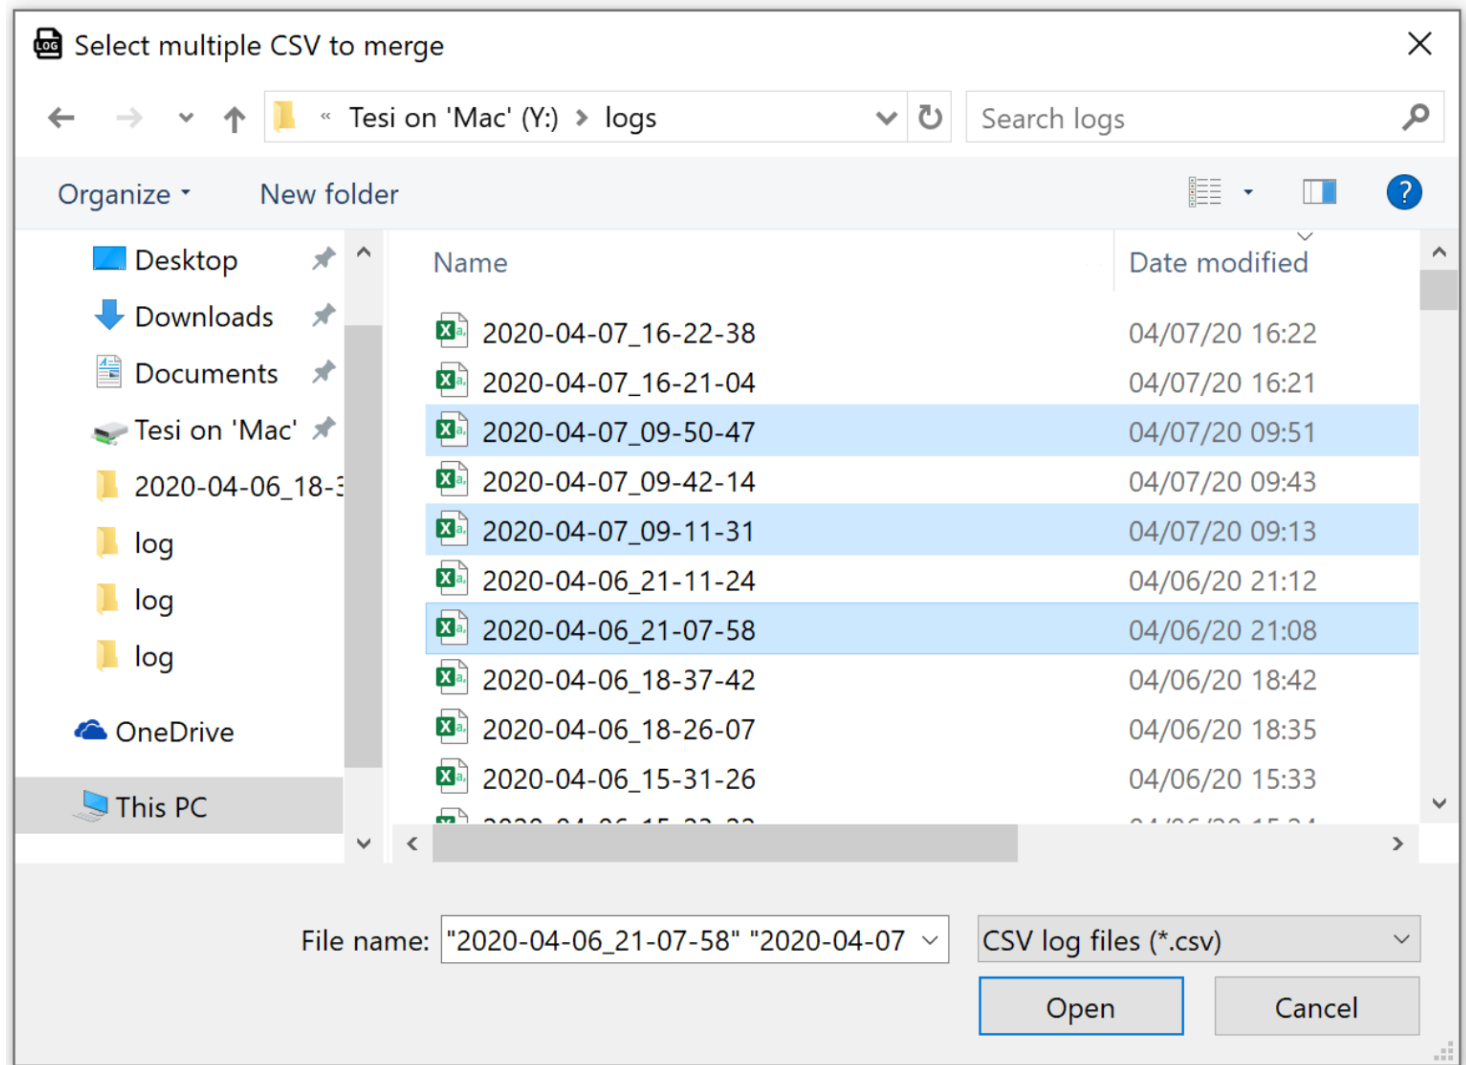 LOG Select multiple CSV to merge
« Tesi on 'Mac' (Y:) > logs
Search logs
Organize
New folder
?
Desktop
Downloads
Documents
Tesi on 'Mac'
2020-04-06_18-3
log
log
log
OneDrive
This PC
Name Date modified
2020-04-07_16-22-38 04/07/20 16:22
2020-04-07_16-21-04 04/07/20 16:21
2020-04-07_09-50-47 04/07/20 09:51
2020-04-07_09-42-14 04/07/20 09:43
2020-04-07_09-11-31 04/07/20 09:13
2020-04-06_21-11-24 04/06/20 21:12
2020-04-06_21-07-58 04/06/20 21:08
2020-04-06_18-37-42 04/06/20 18:42
2020-04-06_18-26-07 04/06/20 18:35
2020-04-06_15-31-26 04/06/20 15:33
File name: "2020-04-06_21-07-58" "2020-04-07
CSV log files (*.csv)
Open Cancel